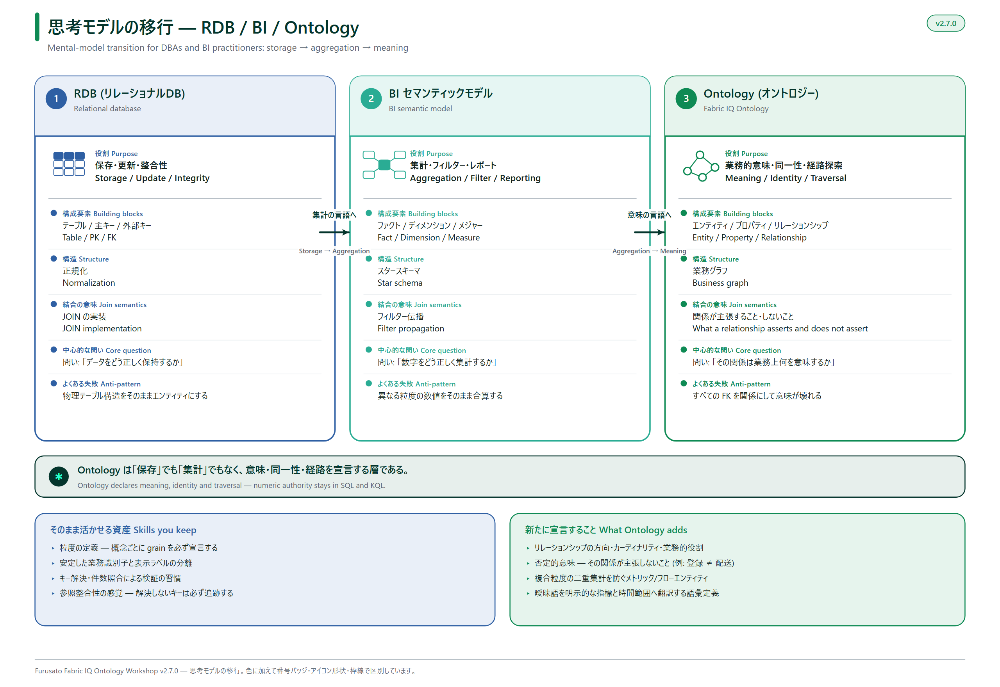 思考モデルの移行 — RDB / BI / Ontology
v2.7.0
Mental-model transition for DBAs and BI practitioners: storage → aggregation → meaning
1
RDB (リレーショナルDB)
Relational database
役割 Purpose
保存・更新・整合性
Storage / Update / Integrity
構成要素 Building blocks
テーブル / 主キー / 外部キー
Table / PK / FK
構造 Structure
正規化
Normalization
結合の意味 Join semantics
JOIN の実装
JOIN implementation
中心的な問い Core question
問い: 「データをどう正しく保持するか」
よくある失敗 Anti-pattern
物理テーブル構造をそのままエンティティにする
集計の言語へ
Storage → Aggregation
2
BI セマンティックモデル
BI semantic model
役割 Purpose
集計・フィルター・レポート
Aggregation / Filter / Reporting
構成要素 Building blocks
ファクト / ディメンション / メジャー
Fact / Dimension / Measure
構造 Structure
スタースキーマ
Star schema
結合の意味 Join semantics
フィルター伝播
Filter propagation
中心的な問い Core question
問い: 「数字をどう正しく集計するか」
よくある失敗 Anti-pattern
異なる粒度の数値をそのまま合算する
意味の言語へ
Aggregation → Meaning
3
Ontology (オントロジー)
Fabric IQ Ontology
役割 Purpose
業務的意味・同一性・経路探索
Meaning / Identity / Traversal
構成要素 Building blocks
エンティティ / プロパティ / リレーションシップ
Entity / Property / Relationship
構造 Structure
業務グラフ
Business graph
結合の意味 Join semantics
関係が主張すること・しないこと
What a relationship asserts and does not assert
中心的な問い Core question
問い: 「その関係は業務上何を意味するか」
よくある失敗 Anti-pattern
すべての FK を関係にして意味が壊れる
Ontology は「保存」でも「集計」でもなく、意味・同一性・経路を宣言する層である。
Ontology declares meaning, identity and traversal — numeric authority stays in SQL and KQL.
そのまま活かせる資産 Skills you keep
‣ 粒度の定義 — 概念ごとに grain を必ず宣言する
‣ 安定した業務識別子と表示ラベルの分離
‣ キー解決・件数照合による検証の習慣
‣ 参照整合性の感覚 — 解決しないキーは必ず追跡する
新たに宣言すること What Ontology adds
‣ リレーションシップの方向・カーディナリティ・業務的役割
‣ 否定的意味 — その関係が主張しないこと (例: 登録 ≠ 配送)
‣ 複合粒度の二重集計を防ぐメトリック/フローエンティティ
‣ 曖昧語を明示的な指標と時間範囲へ翻訳する語彙定義
Furusato Fabric IQ Ontology Workshop v2.7.0 — 思考モデルの移行。色に加えて番号バッジ・アイコン形状・枠線で区別しています。